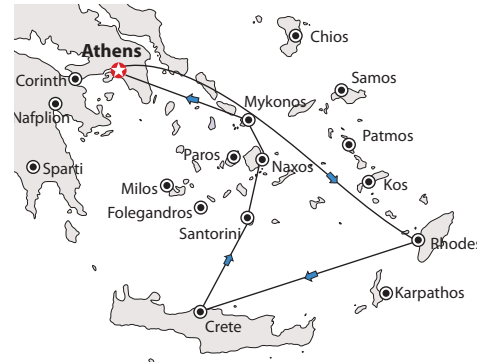 Chios
Athens
Corinth
Samos
Mykonos
Nafplion
Patmos
Paros
Naxos
Sparti
Kos
Milos
Folegandros
Santorini
Rhodes
Karpathos
Crete